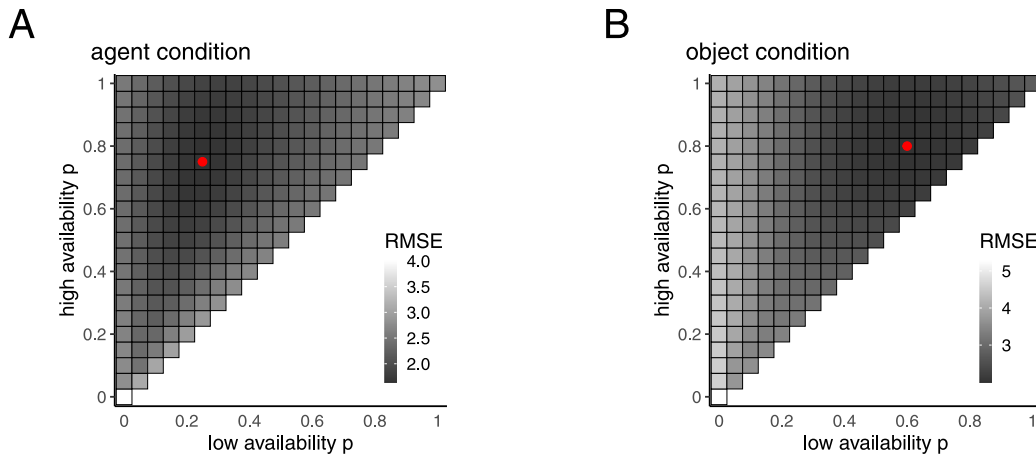 A
agent condition
high availability p
1
0.8
0.6
0.4
0.2
0
0 0.2 0.4 0.6 0.8 1
low availability p
RMSE
4.0
3.5
3.0
2.5
2.0
B
object condition
high availability p
1
0.8
0.6
0.4
0.2
0
0 0.2 0.4 0.6 0.8 1
low availability p
RMSE
5
4
3